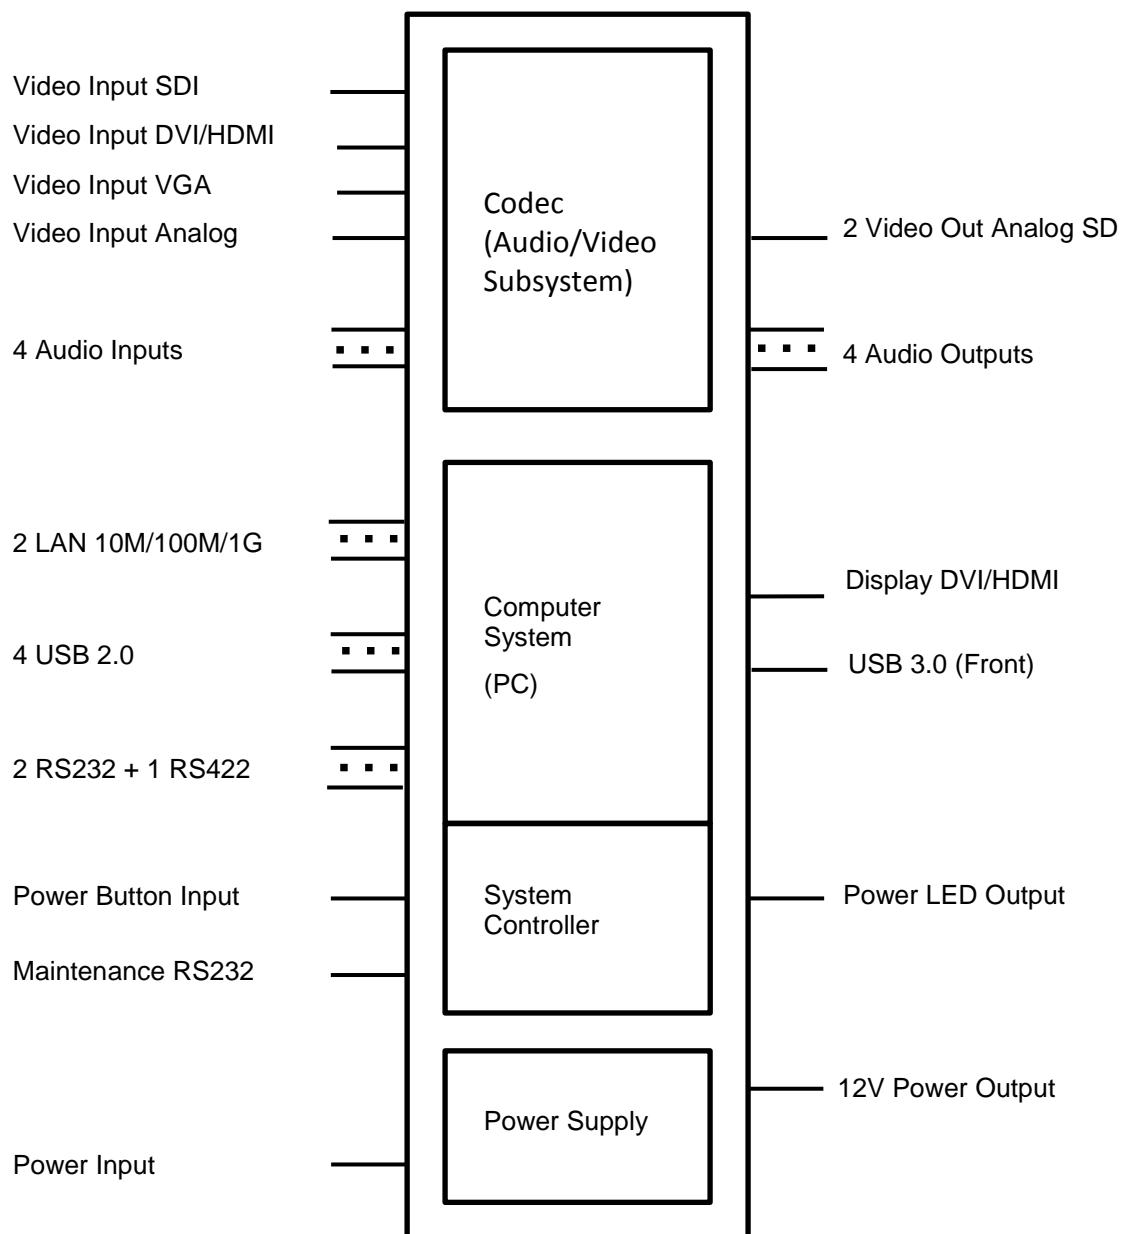 Video Input SDI
Video Input DVI/HDMI
Video Input VGA
Video Input Analog
4 Audio Inputs
2 LAN 10M/100M/1G
4 USB 2.0
2 RS232 + 1 RS422
Power Button Input
Maintenance RS232
Power Input
Codec
(Audio/Video
Subsystem)
Computer
System
(PC)
System
Controller
Power Supply
2 Video Out Analog SD
4 Audio Outputs
Display DVI/HDMI
USB 3.0 (Front)
Power LED Output
12V Power Output